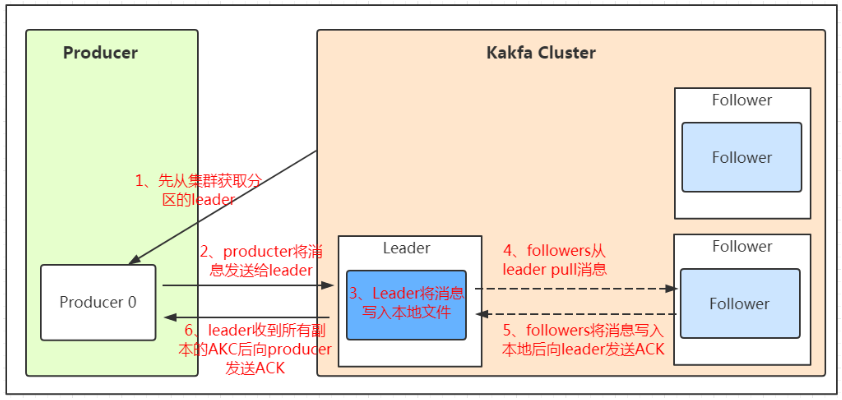 Producer
Kakfa Cluster
Follower
Follower
1、先从集群获取分
区的leader
2、producter将消
息发送给leader
Leader
4、followers从
leader pull消息
Follower
Producer 0
3、Leader将消息
写入本地文件
Follower
6、leader收到所有副
本的AKC后向producer
发送ACK
5、followers将消息写入
本地后向leader发送ACK